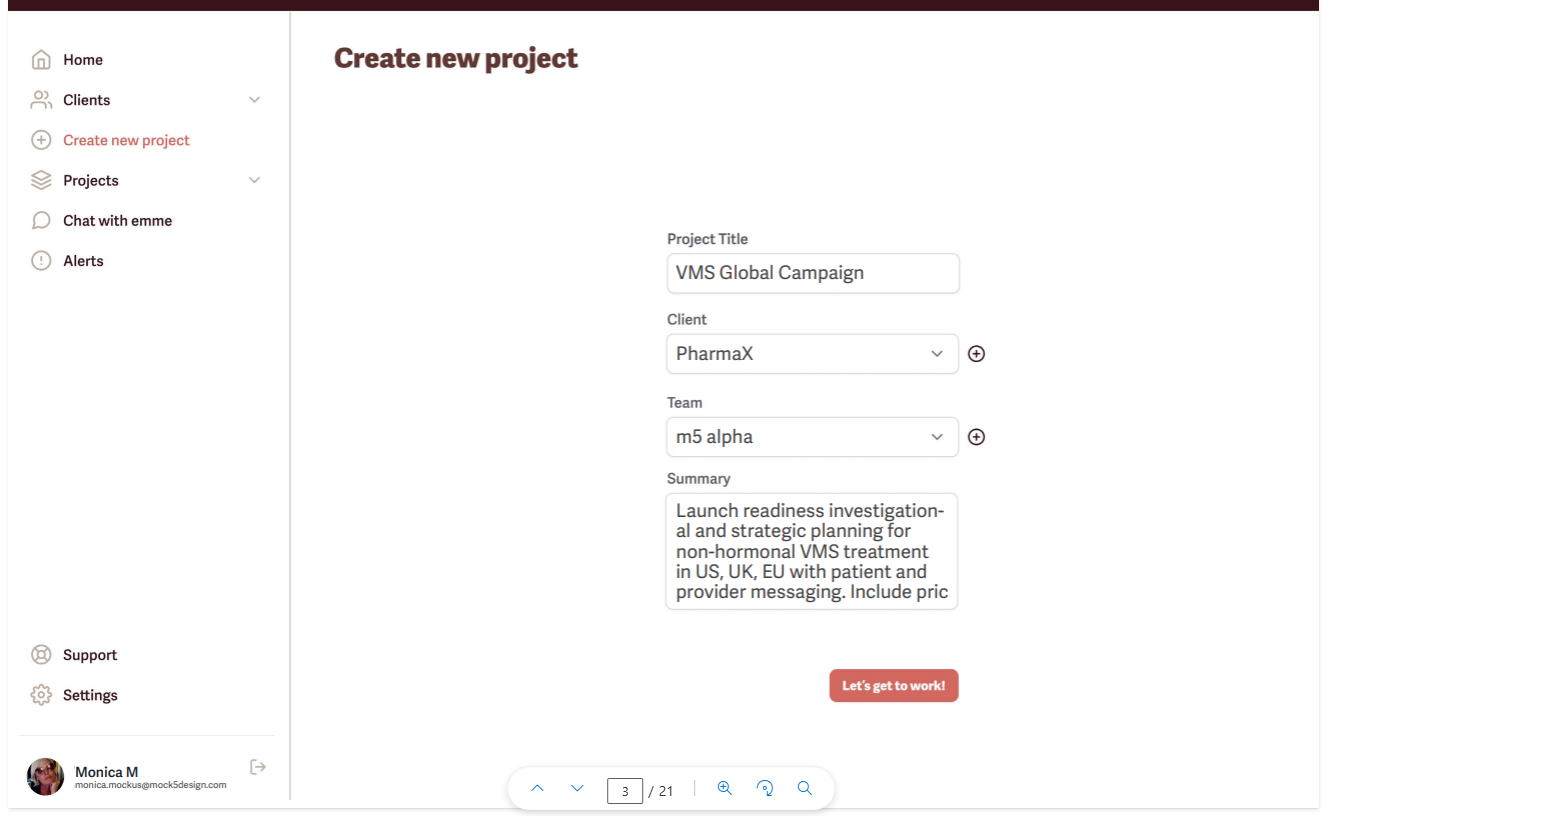 Create new project
Home
Clients
Create new project
Projects
Chat with emme
Alerts
Project Title
VMS Global Campaign
Client
PharmaX
Team
m5 alpha
Summary
Launch readiness investigation-
al and strategic planning for
non-hormonal VMS treatment
in US, UK, EU with patient and
provider messaging. Include pric
Let's get to work!
Support
Settings
Monica M
monica.mockus@mock5design.com
3 / 21